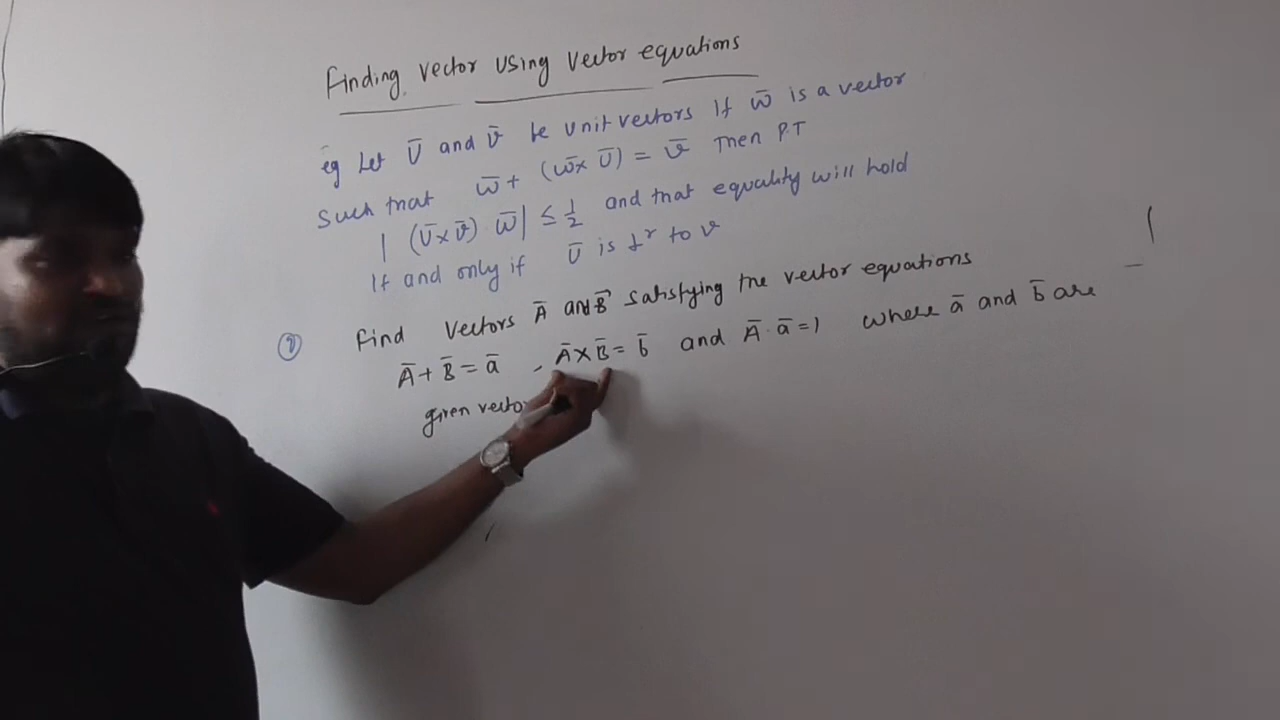 Finding vector using vector equations
eg Let Ū and v̄ be unit vectors If w̄ is a vector
Such that w̄ + (w̄ × Ū) = v̄ Then P.T
| (Ū × v̄) · w̄ | ≤ 1/2 and that equality will hold
If and only if Ū is ⊥r to v
② Find vectors Ā and B̄ satisfying the vector equations
Ā + B̄ = ā , Ā × B̄ = b̄ and Ā · ā = 1 where ā and b̄ are
given